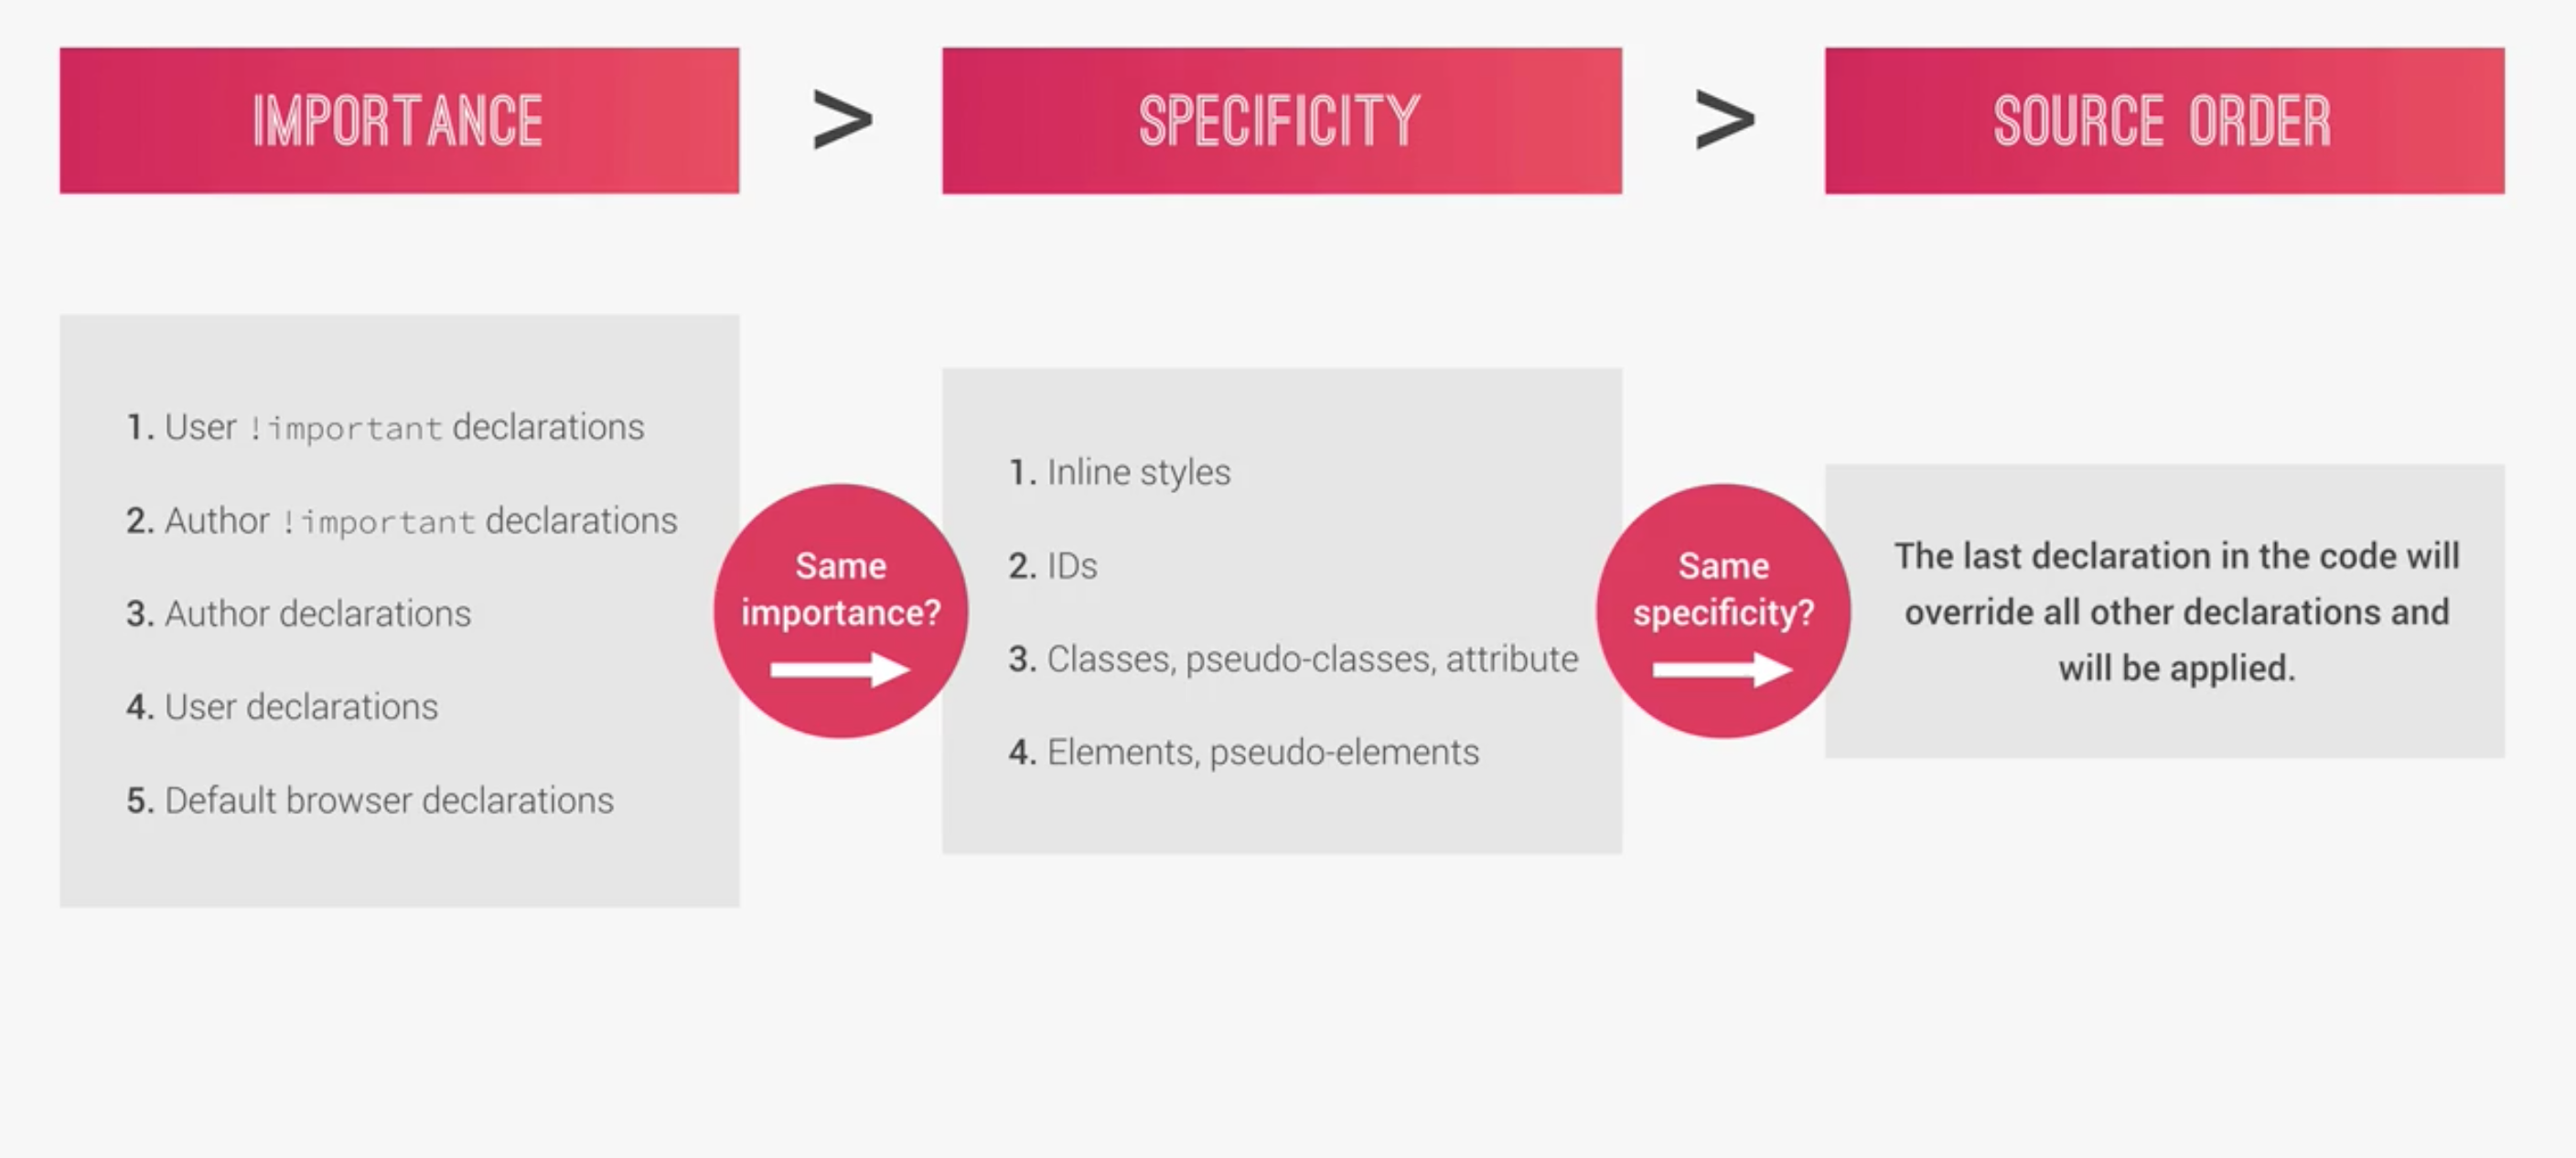 IMPORTANCE > SPECIFICITY > SOURCE ORDER
1. User !important declarations
2. Author !important declarations
3. Author declarations
4. User declarations
5. Default browser declarations
Same
importance?
1. Inline styles
2. IDs
3. Classes, pseudo-classes, attribute
4. Elements, pseudo-elements
Same
specificity?
The last declaration in the code will
override all other declarations and
will be applied.